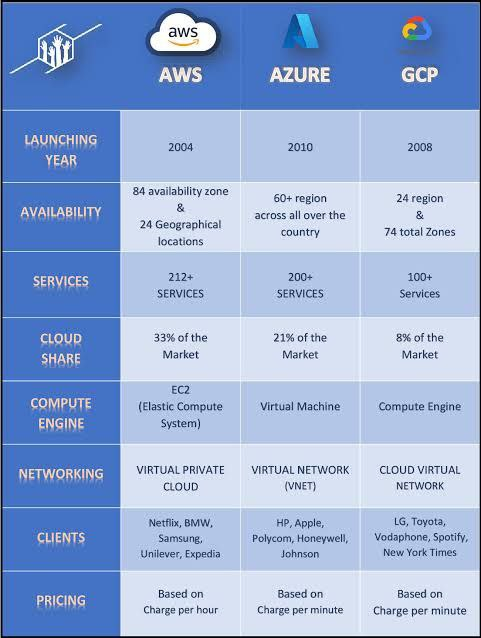 aws
AWS
AZURE
GCP
LAUNCHING
YEAR
2004
2010
2008
AVAILABILITY
84 availability zone
&
24 Geographical
locations
60+ region
across all over the
country
24 region
&
74 total Zones
SERVICES
212+
SERVICES
200+
SERVICES
100+
Services
CLOUD
SHARE
33% of the
Market
21% of the
Market
8% of the
Market
COMPUTE
ENGINE
EC2
(Elastic Compute
System)
Virtual Machine
Compute Engine
NETWORKING
VIRTUAL PRIVATE
CLOUD
VIRTUAL NETWORK
(VNET)
CLOUD VIRTUAL
NETWORK
CLIENTS
Netflix, BMW,
Samsung,
Unilever, Expedia
HP, Apple,
Polycom, Honeywell,
Johnson
LG, Toyota,
Vodaphone, Spotify,
New York Times
PRICING
Based on
Charge per hour
Based on
Charge per minute
Based on
Charge per minute